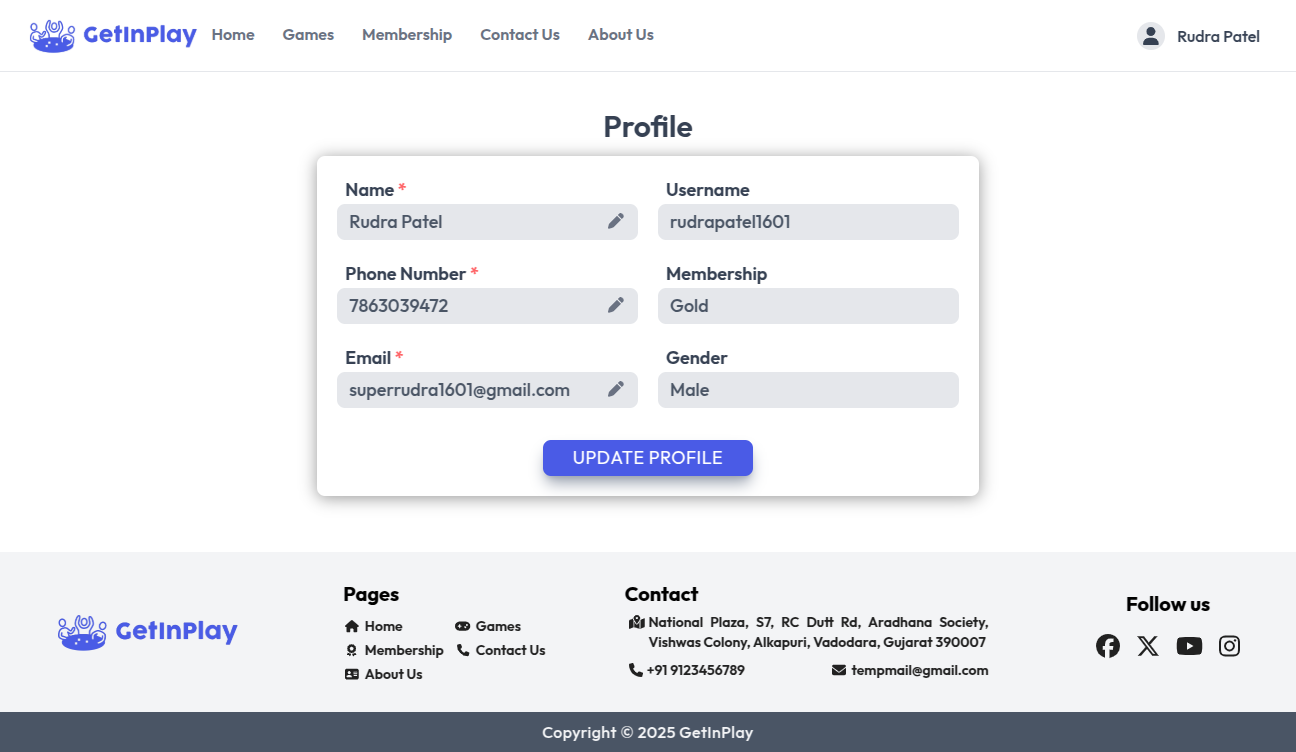 GetInPlay Home Games Membership Contact Us About Us Rudra Patel
Profile
Name * Username
Rudra Patel rudrapatel1601
Phone Number * Membership
7863039472 Gold
Email * Gender
superrudra1601@gmail.com Male
UPDATE PROFILE
GetInPlay
Pages
Home Games
Membership Contact Us
About Us
Contact
National Plaza, S7, RC Dutt Rd, Aradhana Society,
Vishwas Colony, Alkapuri, Vadodara, Gujarat 390007
+91 9123456789 tempmail@gmail.com
Follow us
Copyright © 2025 GetInPlay